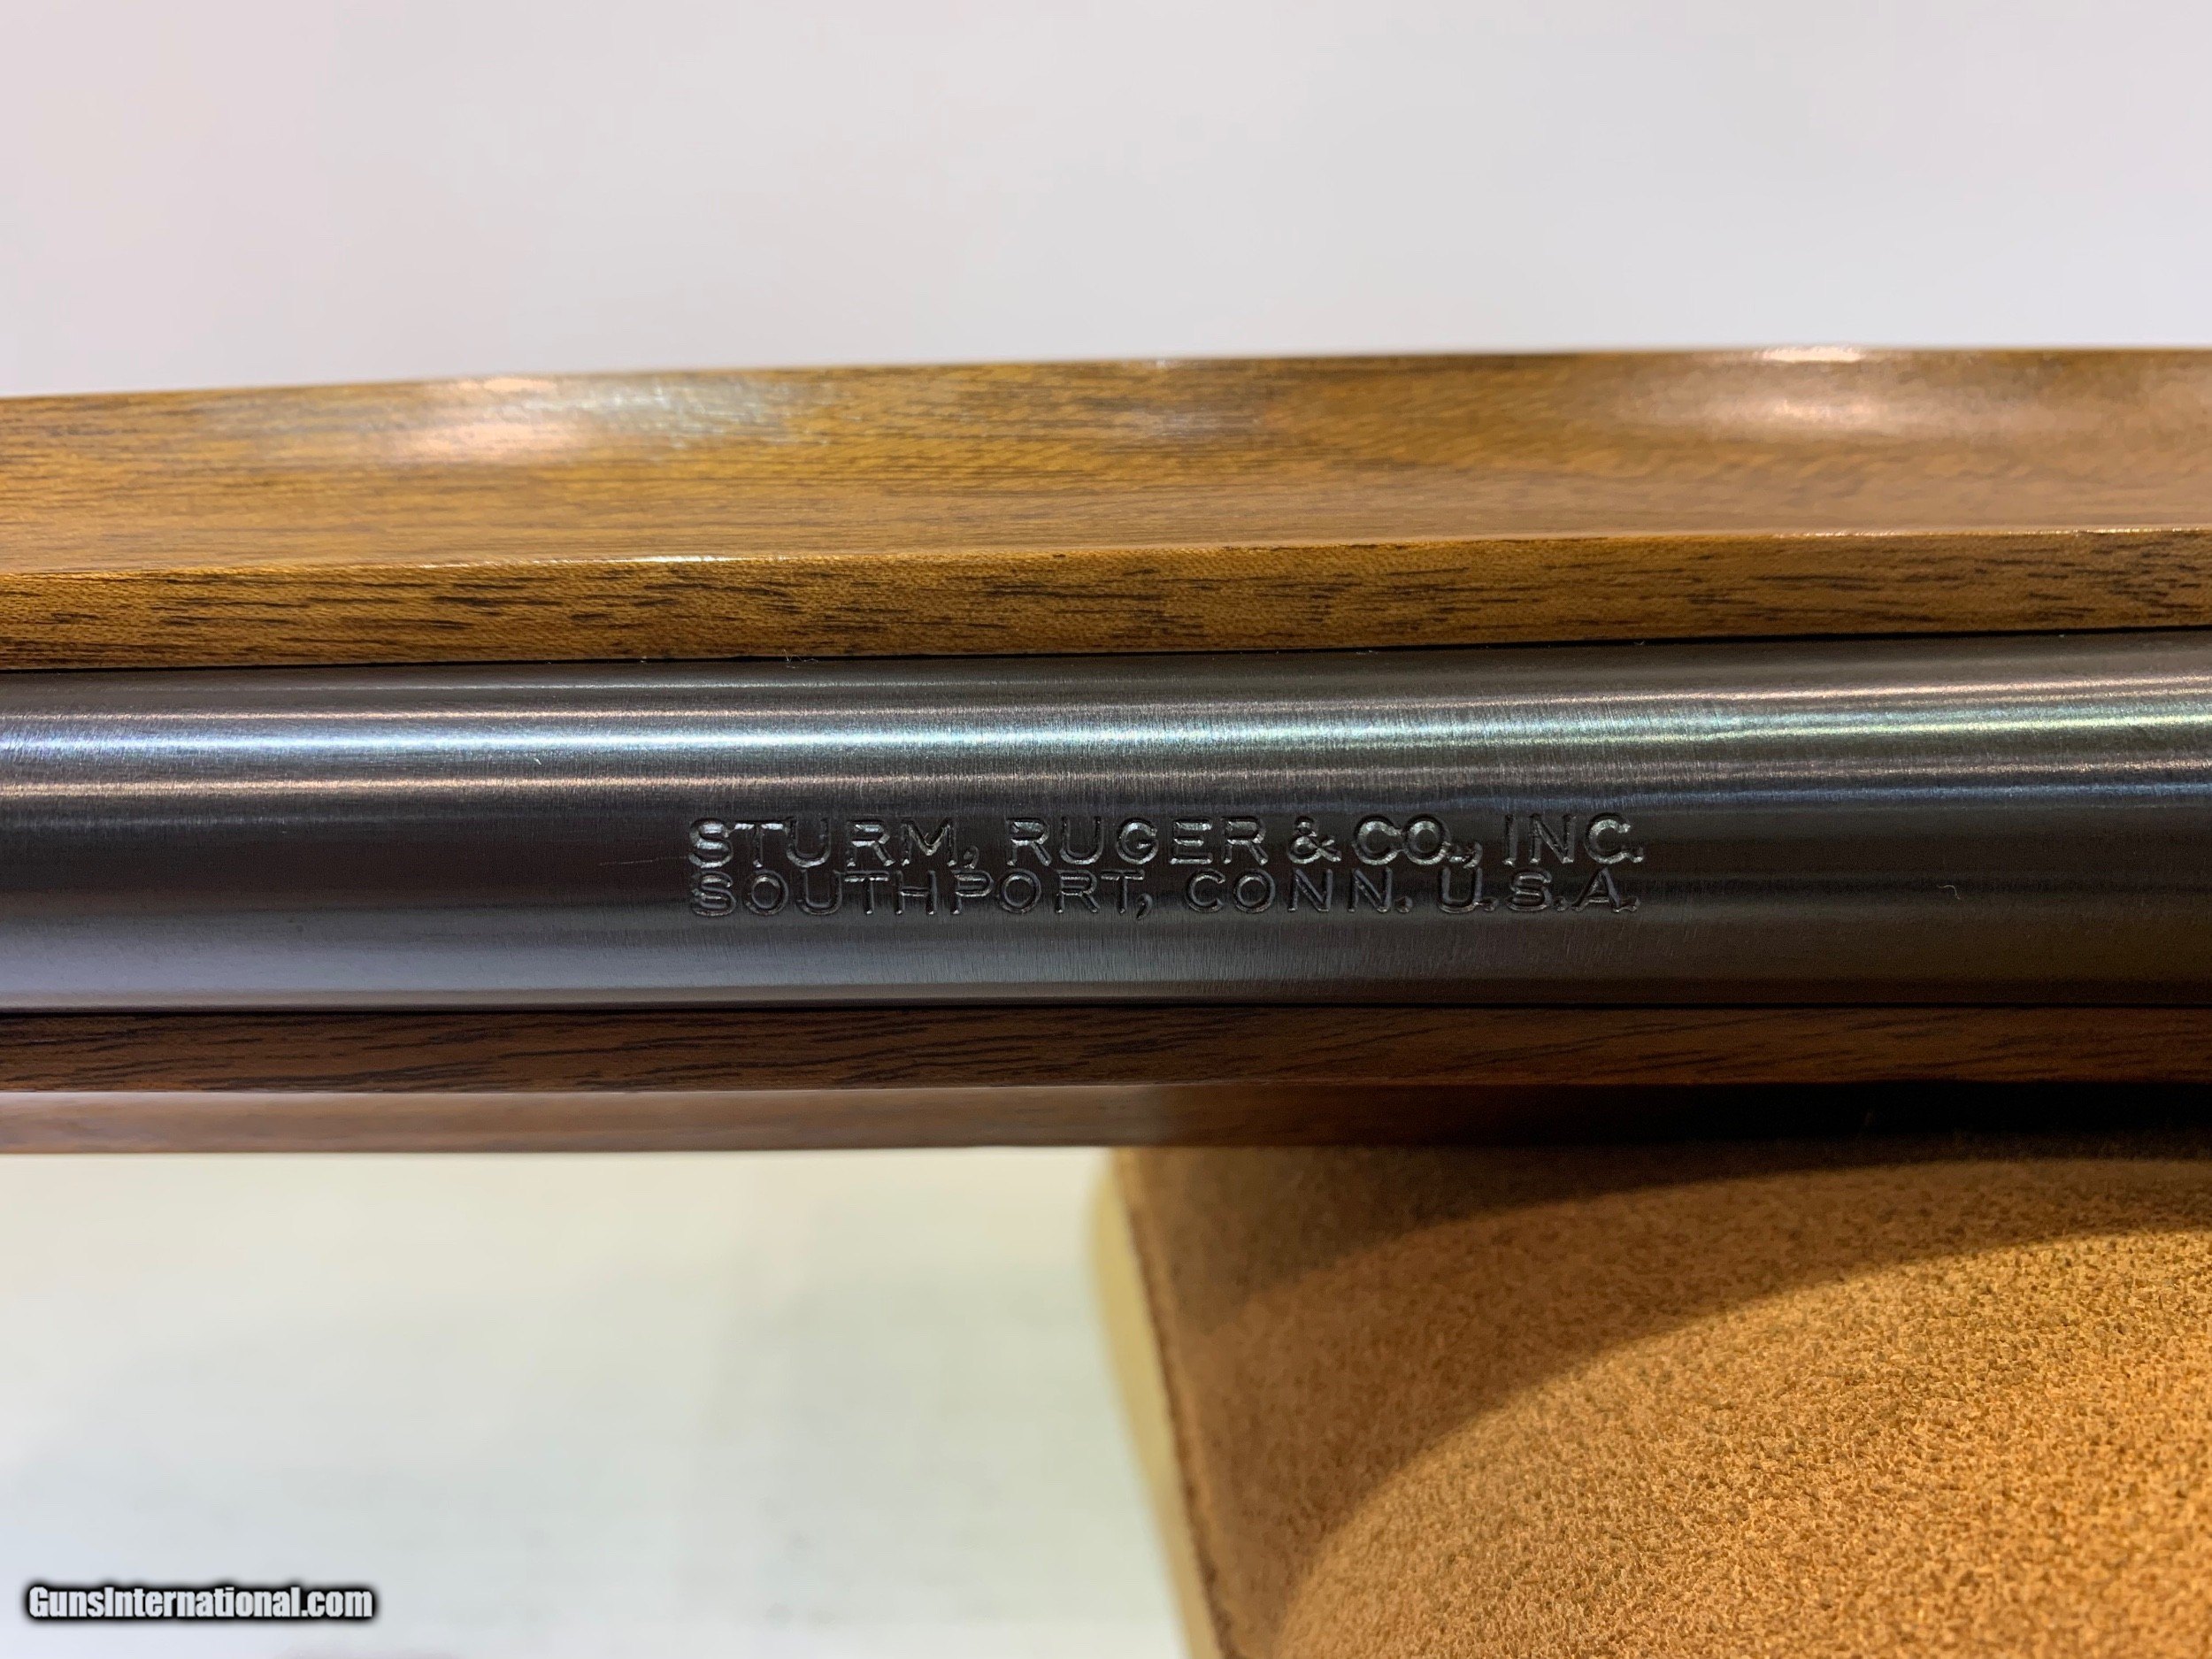 STURM, RUGER & CO., INC.
SOUTHPORT, CONN. U.S.A.
GunsInternational.com